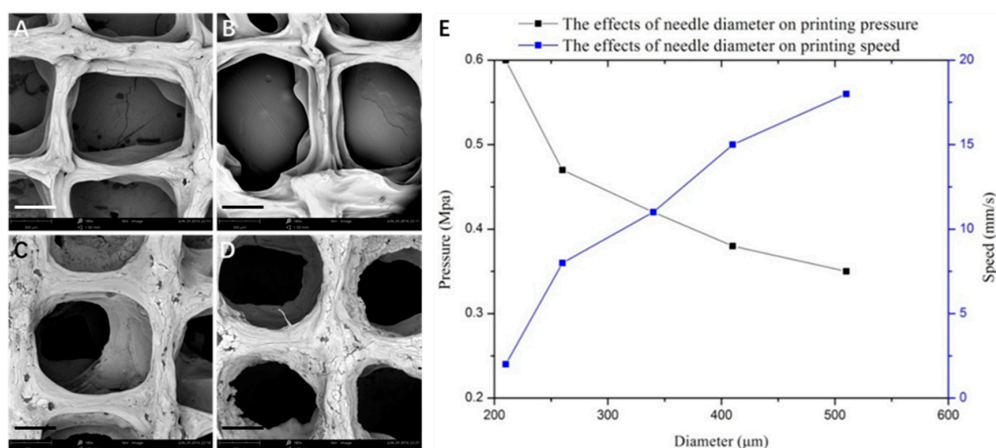 A
B
C
D
E
The effects of needle diameter on printing pressure
The effects of needle diameter on printing speed
0.6
0.5
0.4
0.3
0.2
Pressure (Mpa)
20
15
10
5
0
Speed (mm/s)
200
300
400
500
600
Diameter (μm)